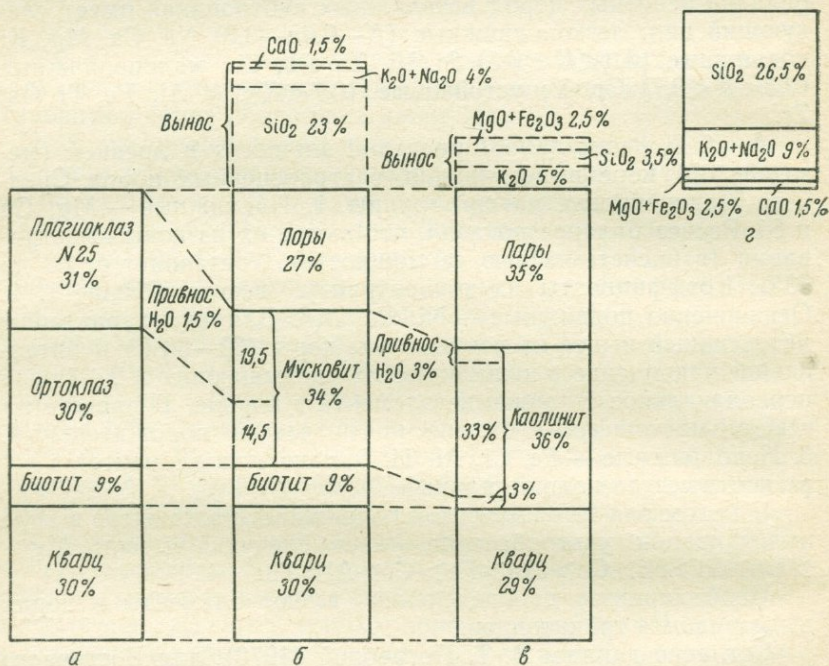 CaO 1,5%
K₂O+Na₂O 4%
SiO₂ 23%
Вынос
MgO+Fe₂O₃ 2,5%
SiO₂ 3,5%
K₂O 5%
Вынос
SiO₂ 26,5%
K₂O+Na₂O 9%
MgO+Fe₂O₃ 2,5%
CaO 1,5%
г
Плагиоклаз
N 25
31%
Ортоклаз
30%
Биотит 9%
Кварц
30%
а
Привнос
H₂O 1,5%
Поры
27%
19,5
14,5
Мусковит
34%
Биотит 9%
Кварц
30%
б
Привнос
H₂O 3%
Пары
35%
33%
Каолинит
36%
3%
Кварц
29%
в